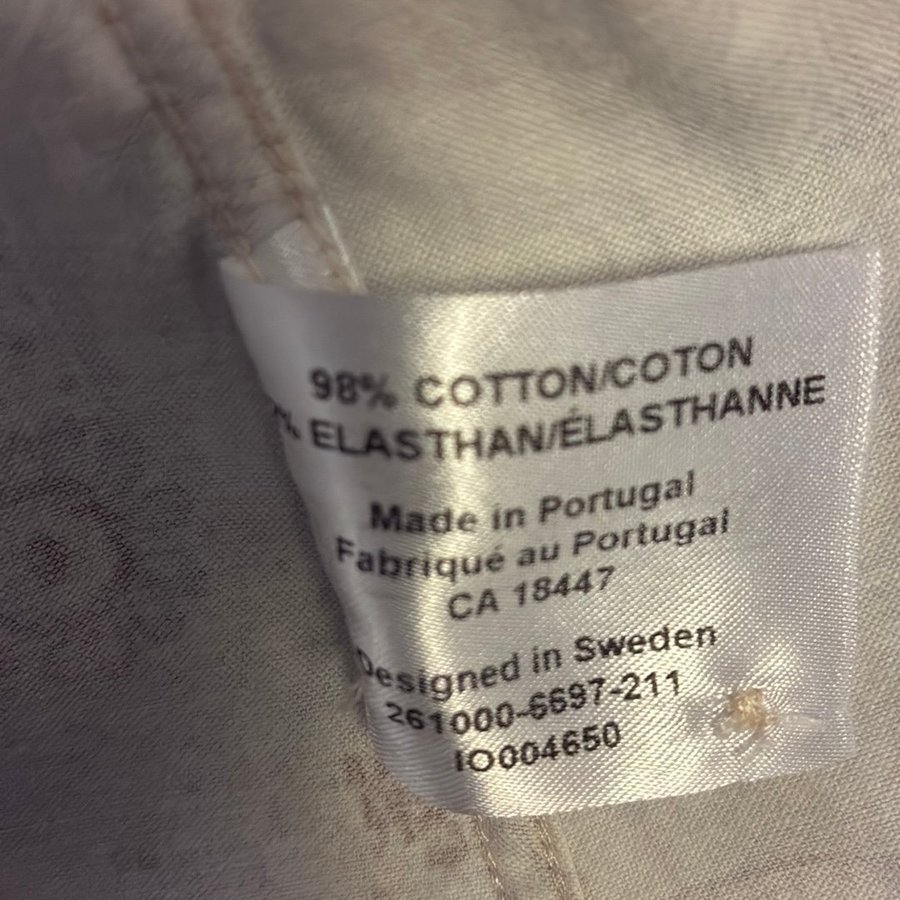 98% COTTON/COTON
% ELASTHAN/ÉLASTHANNE
Made in Portugal
Fabriqué au Portugal
CA 18447
Designed in Sweden
261000-6697-211
IO004650